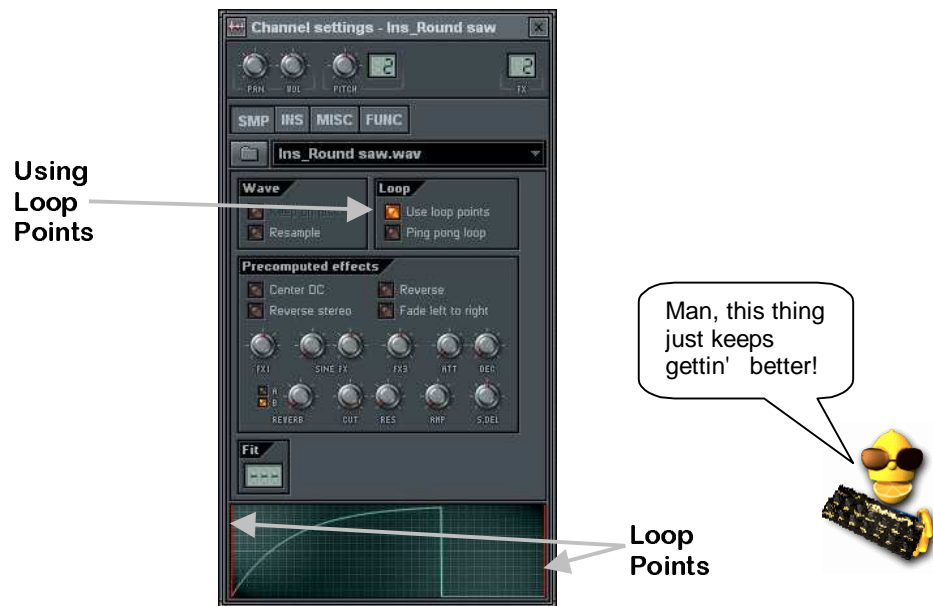 Channel settings - Ins_Round saw
PAN VOL PITCH 2 2 FX
SMP INS MISC FUNC
Ins_Round saw.wav
Using
Loop
Points
Wave
Resample
Loop
Use loop points
Ping pong loop
Precomputed effects
Center DC
Reverse
Reverse stereo
Fade left to right
FX1 SINE FX FX3 ATT DEC
A
B
REVERB CUT RES AMP S.DEL
Fit
---
Loop
Points
Man, this thing
just keeps
gettin' better!